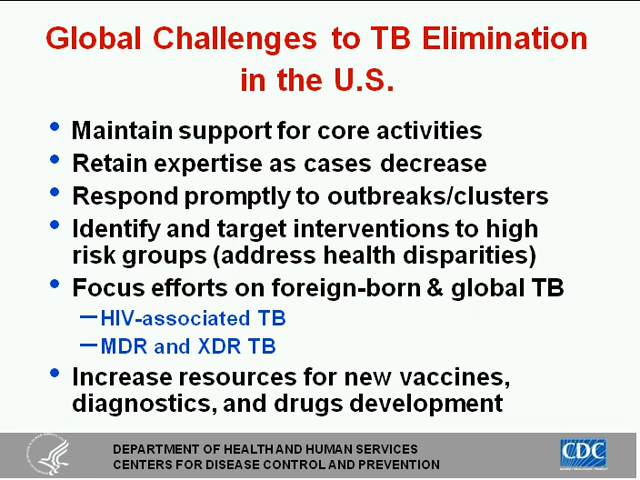 Global Challenges to TB Elimination
in the U.S.
• Maintain support for core activities
• Retain expertise as cases decrease
• Respond promptly to outbreaks/clusters
• Identify and target interventions to high
risk groups (address health disparities)
• Focus efforts on foreign-born & global TB
–HIV-associated TB
–MDR and XDR TB
• Increase resources for new vaccines,
diagnostics, and drugs development
DEPARTMENT OF HEALTH AND HUMAN SERVICES
CENTERS FOR DISEASE CONTROL AND PREVENTION
CDC